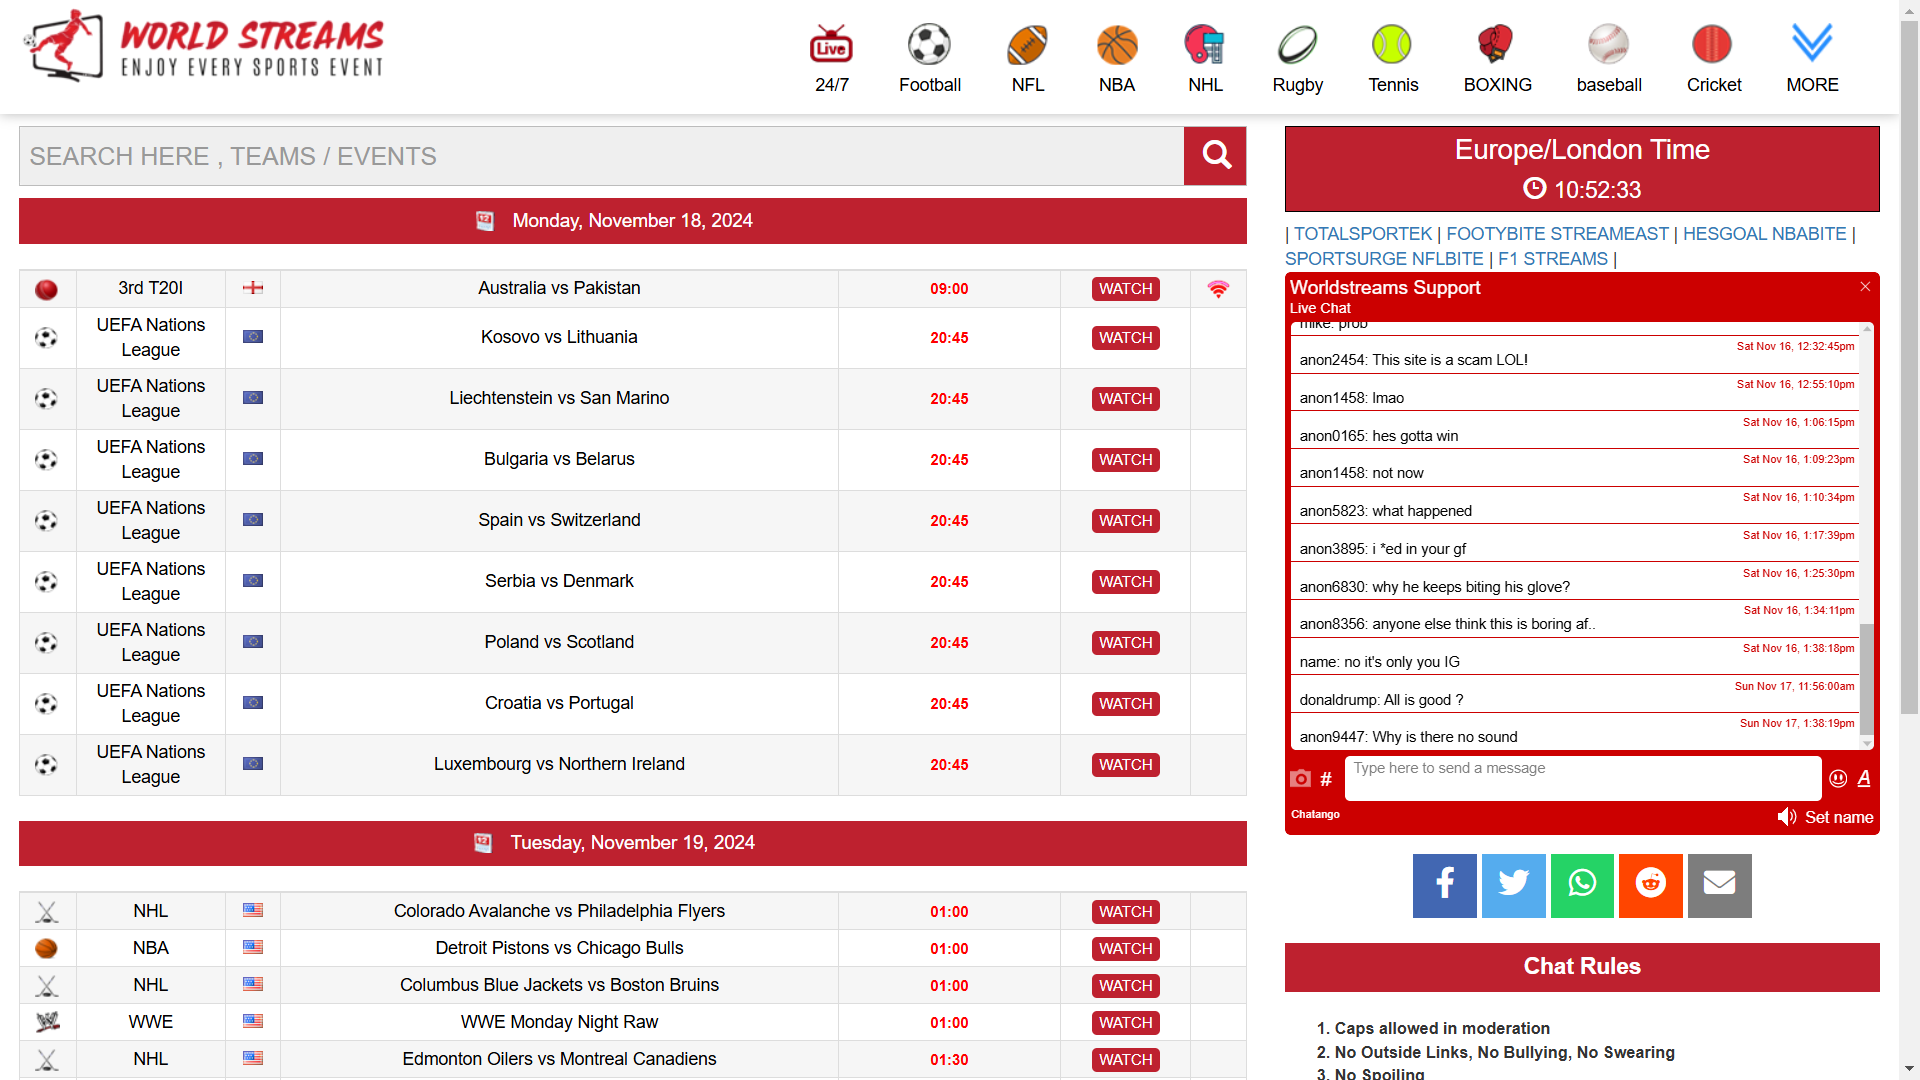 WORLD STREAMS
ENJOY EVERY SPORTS EVENT
Live
24/7
Football
NFL
NBA
NHL
Rugby
Tennis
BOXING
baseball
Cricket
MORE
SEARCH HERE , TEAMS / EVENTS
Monday, November 18, 2024
3rd T20I Australia vs Pakistan 09:00 WATCH
UEFA Nations League Kosovo vs Lithuania 20:45 WATCH
UEFA Nations League Liechtenstein vs San Marino 20:45 WATCH
UEFA Nations League Bulgaria vs Belarus 20:45 WATCH
UEFA Nations League Spain vs Switzerland 20:45 WATCH
UEFA Nations League Serbia vs Denmark 20:45 WATCH
UEFA Nations League Poland vs Scotland 20:45 WATCH
UEFA Nations League Croatia vs Portugal 20:45 WATCH
UEFA Nations League Luxembourg vs Northern Ireland 20:45 WATCH
Tuesday, November 19, 2024
NHL Colorado Avalanche vs Philadelphia Flyers 01:00 WATCH
NBA Detroit Pistons vs Chicago Bulls 01:00 WATCH
NHL Columbus Blue Jackets vs Boston Bruins 01:00 WATCH
WWE WWE Monday Night Raw 01:00 WATCH
NHL Edmonton Oilers vs Montreal Canadiens 01:30 WATCH
Europe/London Time
10:52:33
| TOTALSPORTEK | FOOTYBITE STREAMEAST | HESGOAL NBABITE |
SPORTSURGE NFLBITE | F1 STREAMS |
Worldstreams Support
Live Chat
mike: prob
Sat Nov 16, 12:32:45pm
anon2454: This site is a scam LOL!
Sat Nov 16, 12:55:10pm
anon1458: lmao
Sat Nov 16, 1:06:15pm
anon0165: hes gotta win
Sat Nov 16, 1:09:23pm
anon1458: not now
Sat Nov 16, 1:10:34pm
anon5823: what happened
Sat Nov 16, 1:17:39pm
anon3895: i *ed in your gf
Sat Nov 16, 1:25:30pm
anon6830: why he keeps biting his glove?
Sat Nov 16, 1:34:11pm
anon8356: anyone else think this is boring af..
Sat Nov 16, 1:38:18pm
name: no it's only you IG
Sun Nov 17, 11:56:00am
donaldrump: All is good ?
Sun Nov 17, 1:38:19pm
anon9447: Why is there no sound
# Type here to send a message A
Chatango Set name
Chat Rules
1. Caps allowed in moderation
2. No Outside Links, No Bullying, No Swearing
3. No Spoiling